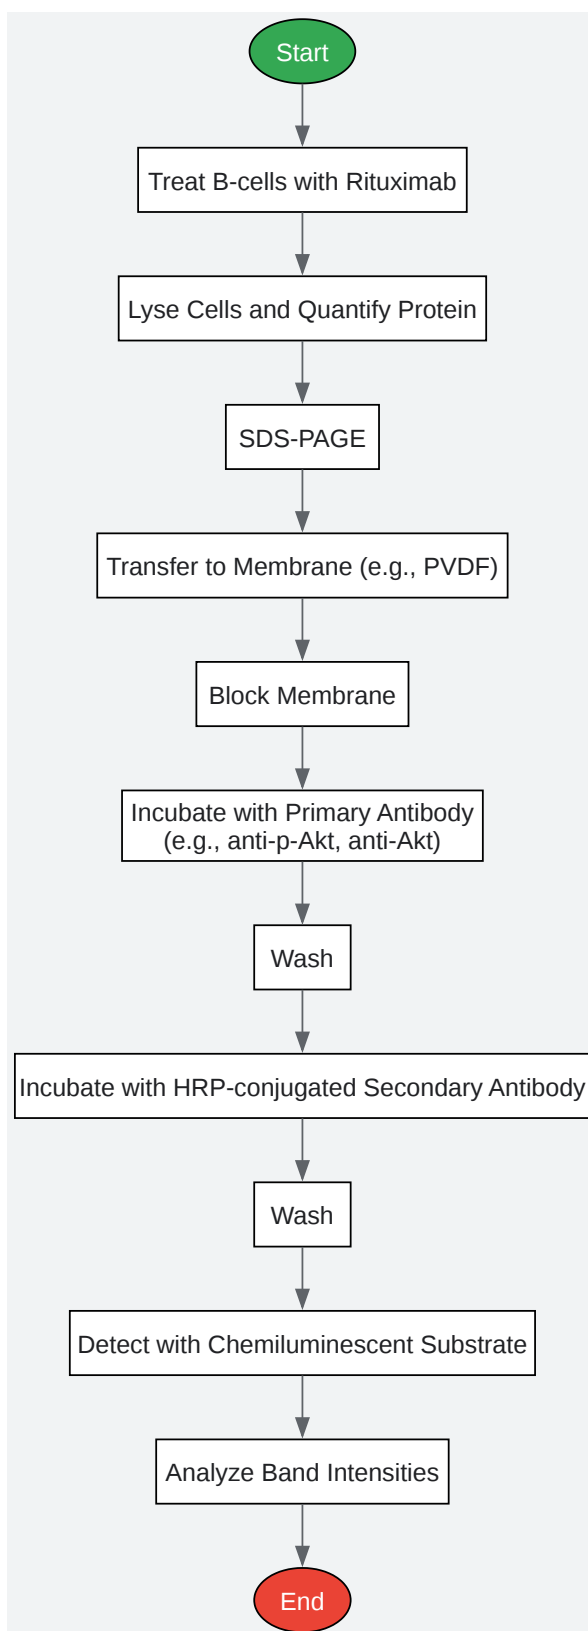 Start
Treat B-cells with Rituximab
Lyse Cells and Quantify Protein
SDS-PAGE
Transfer to Membrane (e.g., PVDF)
Block Membrane
Incubate with Primary Antibody
(e.g., anti-p-Akt, anti-Akt)
Wash
Incubate with HRP-conjugated Secondary Antibody
Wash
Detect with Chemiluminescent Substrate
Analyze Band Intensities
End